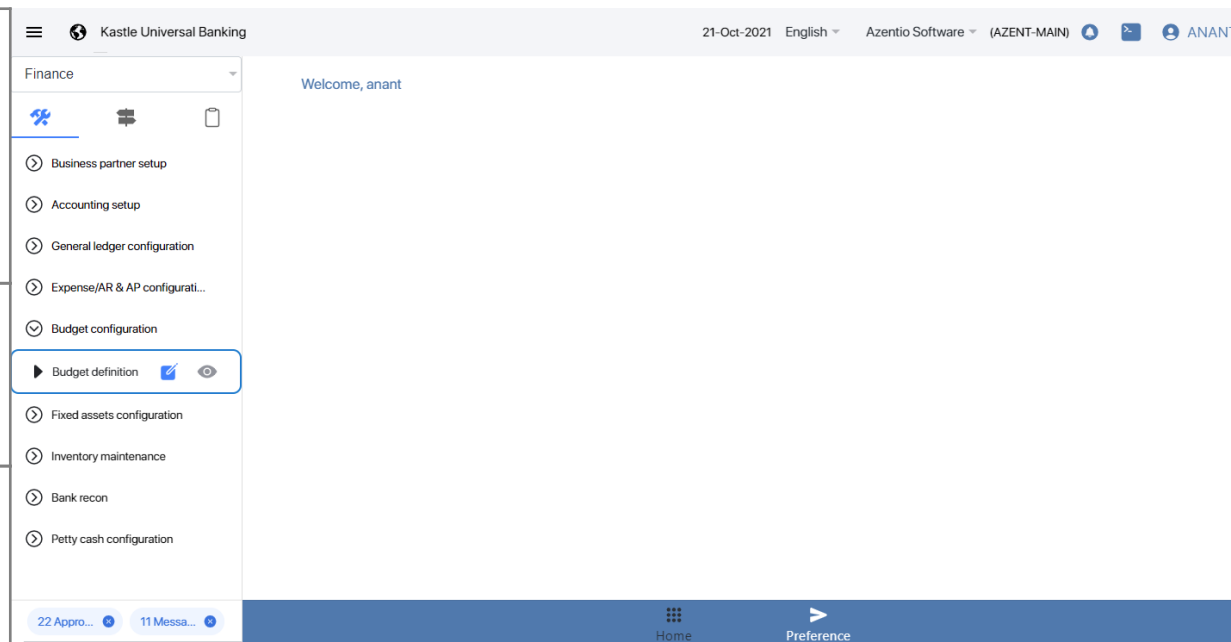 Kastle Universal Banking
21-Oct-2021 English Azentio Software (AZENT-MAIN) ANANT
Finance
Welcome, anant
Business partner setup
Accounting setup
General ledger configuration
Expense/AR & AP configurati...
Budget configuration
Budget definition
Fixed assets configuration
Inventory maintenance
Bank recon
Petty cash configuration
22 Appro... 11 Messa...
Home Preference